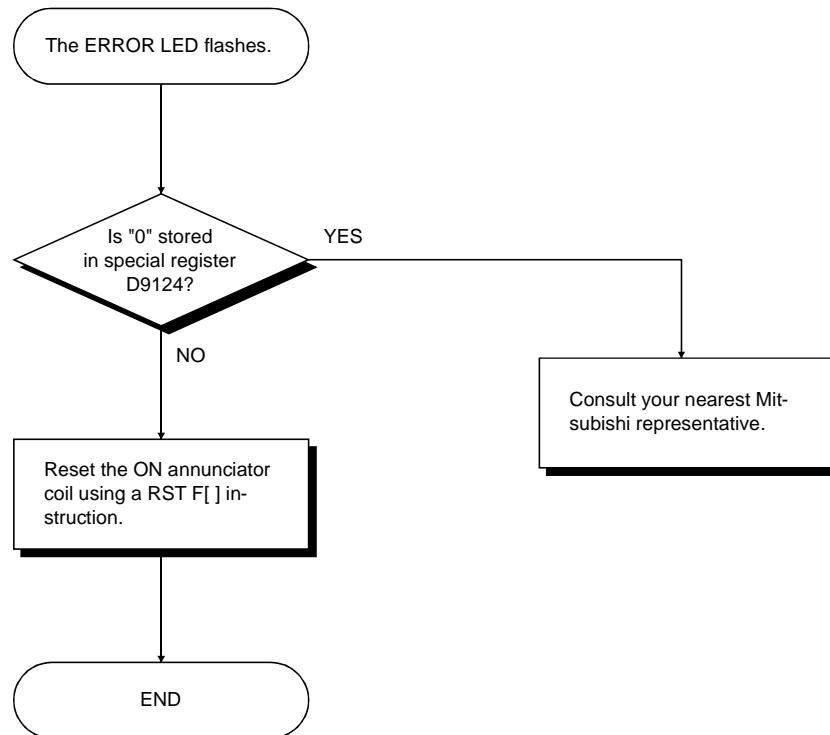 The ERROR LED flashes.
Is "0" stored
in special register
D9124?
YES
NO
Consult your nearest Mit-
subishi representative.
Reset the ON annunciator
coil using a RST F[ ] in-
struction.
END